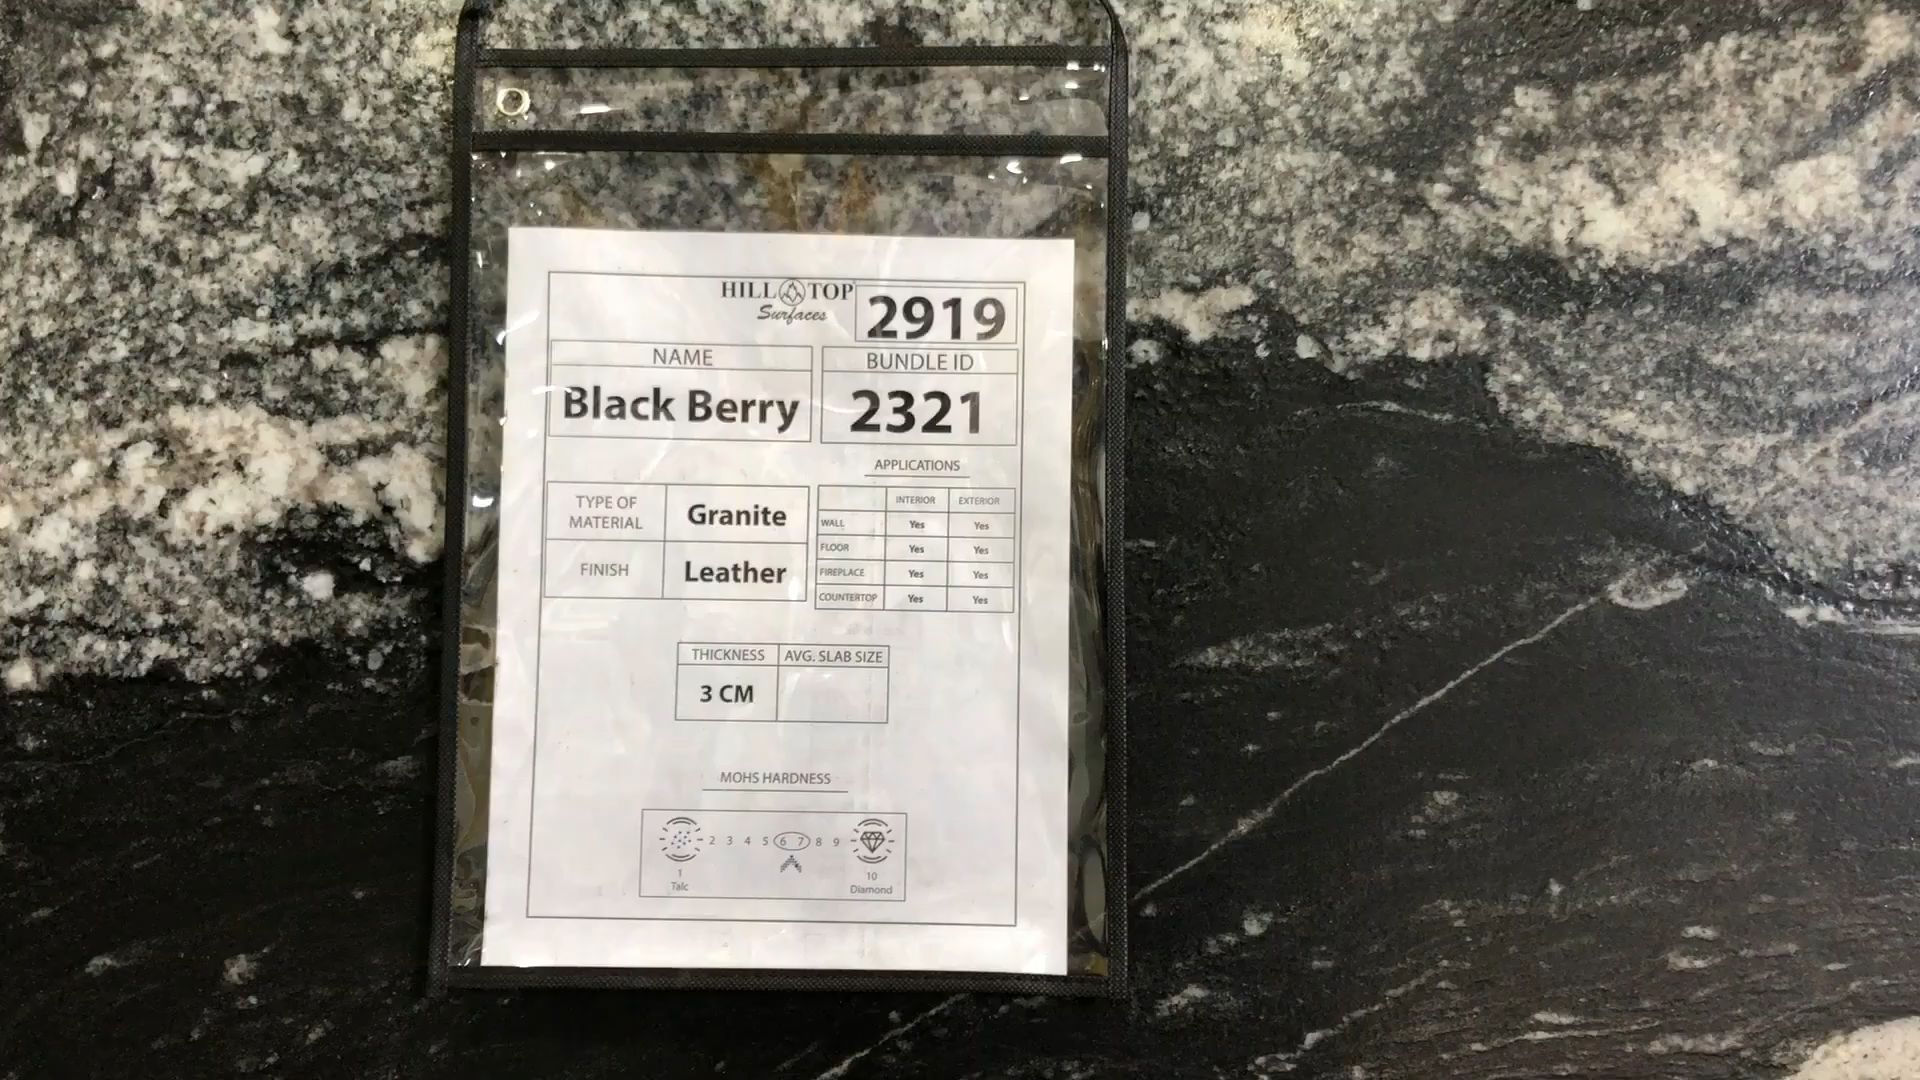 HILL TOP
Surfaces
2919
NAME
Black Berry
BUNDLE ID
2321
TYPE OF MATERIAL
Granite
FINISH
Leather
APPLICATIONS
INTERIOR EXTERIOR
WALL Yes Yes
FLOOR Yes Yes
FIREPLACE Yes Yes
COUNTERTOP Yes Yes
THICKNESS AVG. SLAB SIZE
3 CM
MOHS HARDNESS
2 3 4 5 6 7 8 9
1 10
Talc Diamond